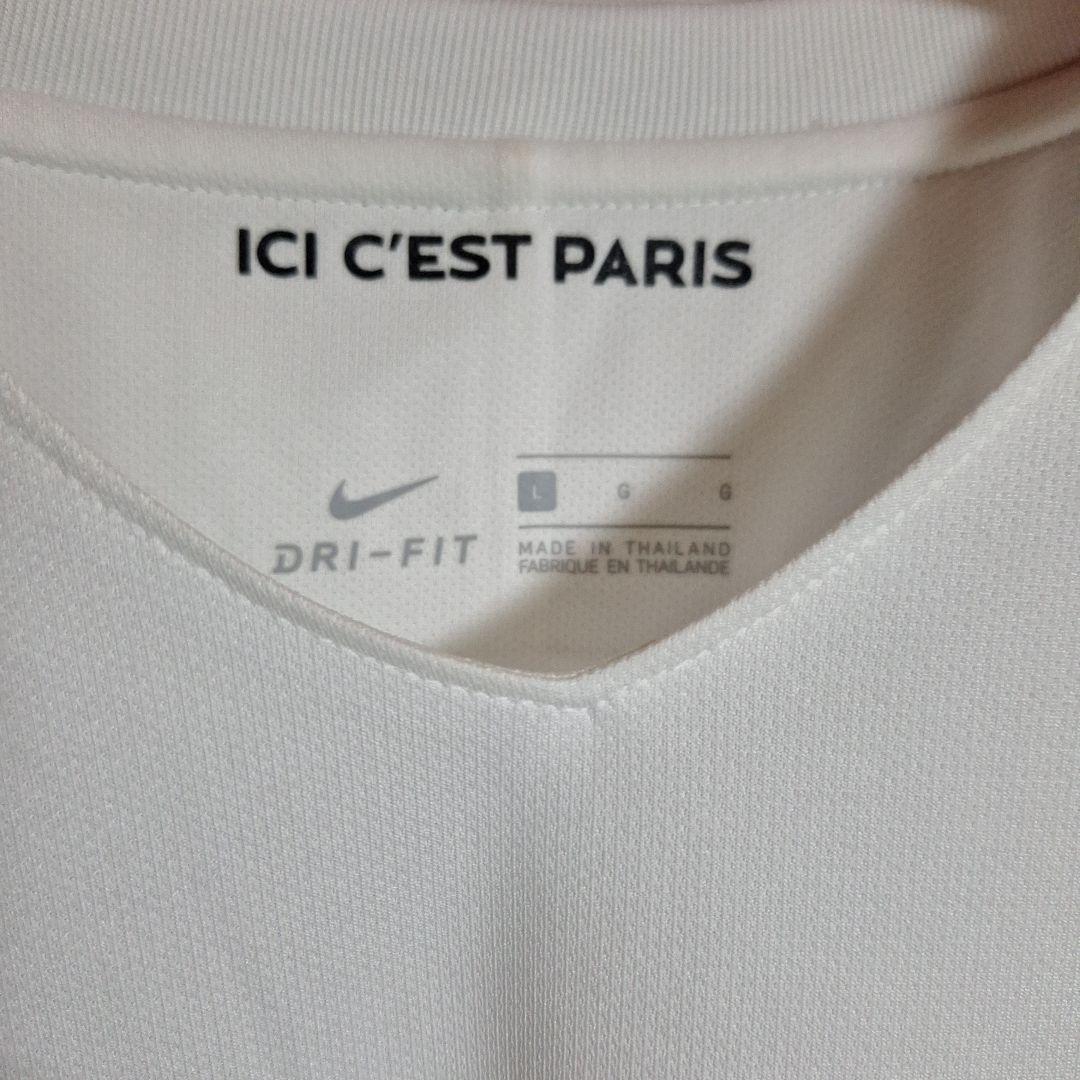 ICI C'EST PARIS
L G G
DRI-FIT
MADE IN THAILAND
FABRIQUE EN THAILANDE